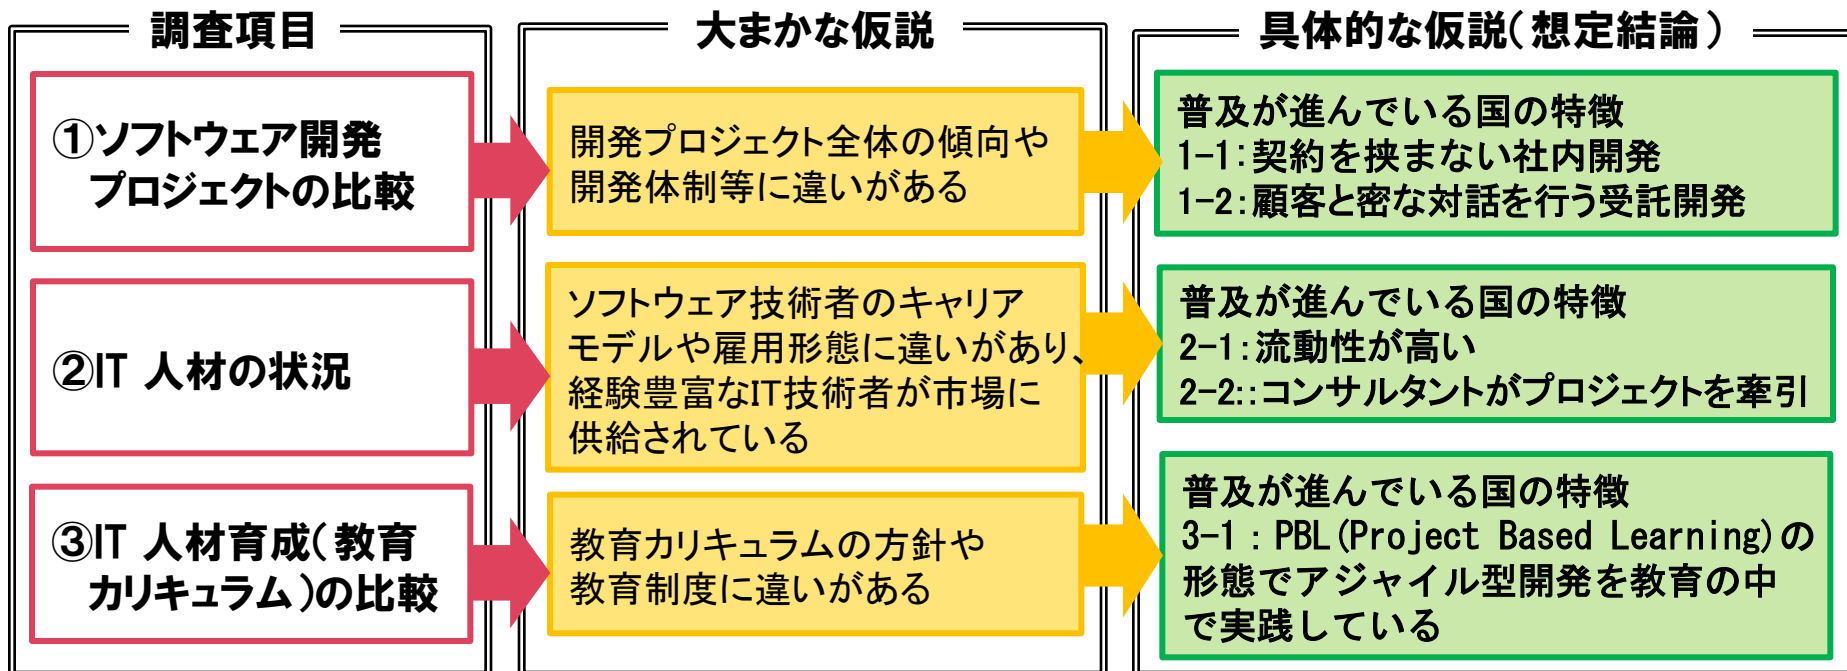 調査項目
①ソフトウェア開発
プロジェクトの比較
②IT 人材の状況
③IT 人材育成(教育
カリキュラム)の比較
大まかな仮説
開発プロジェクト全体の傾向や
開発体制等に違いがある
ソフトウェア技術者のキャリア
モデルや雇用形態に違いがあり、
経験豊富なIT技術者が市場に
供給されている
教育カリキュラムの方針や
教育制度に違いがある
具体的な仮説(想定結論)
普及が進んでいる国の特徴
1-1:契約を挟まない社内開発
1-2:顧客と密な対話を行う受託開発
普及が進んでいる国の特徴
2-1:流動性が高い
2-2::コンサルタントがプロジェクトを牽引
普及が進んでいる国の特徴
3-1：PBL(Project Based Learning)の
形態でアジャイル型開発を教育の中
で実践している